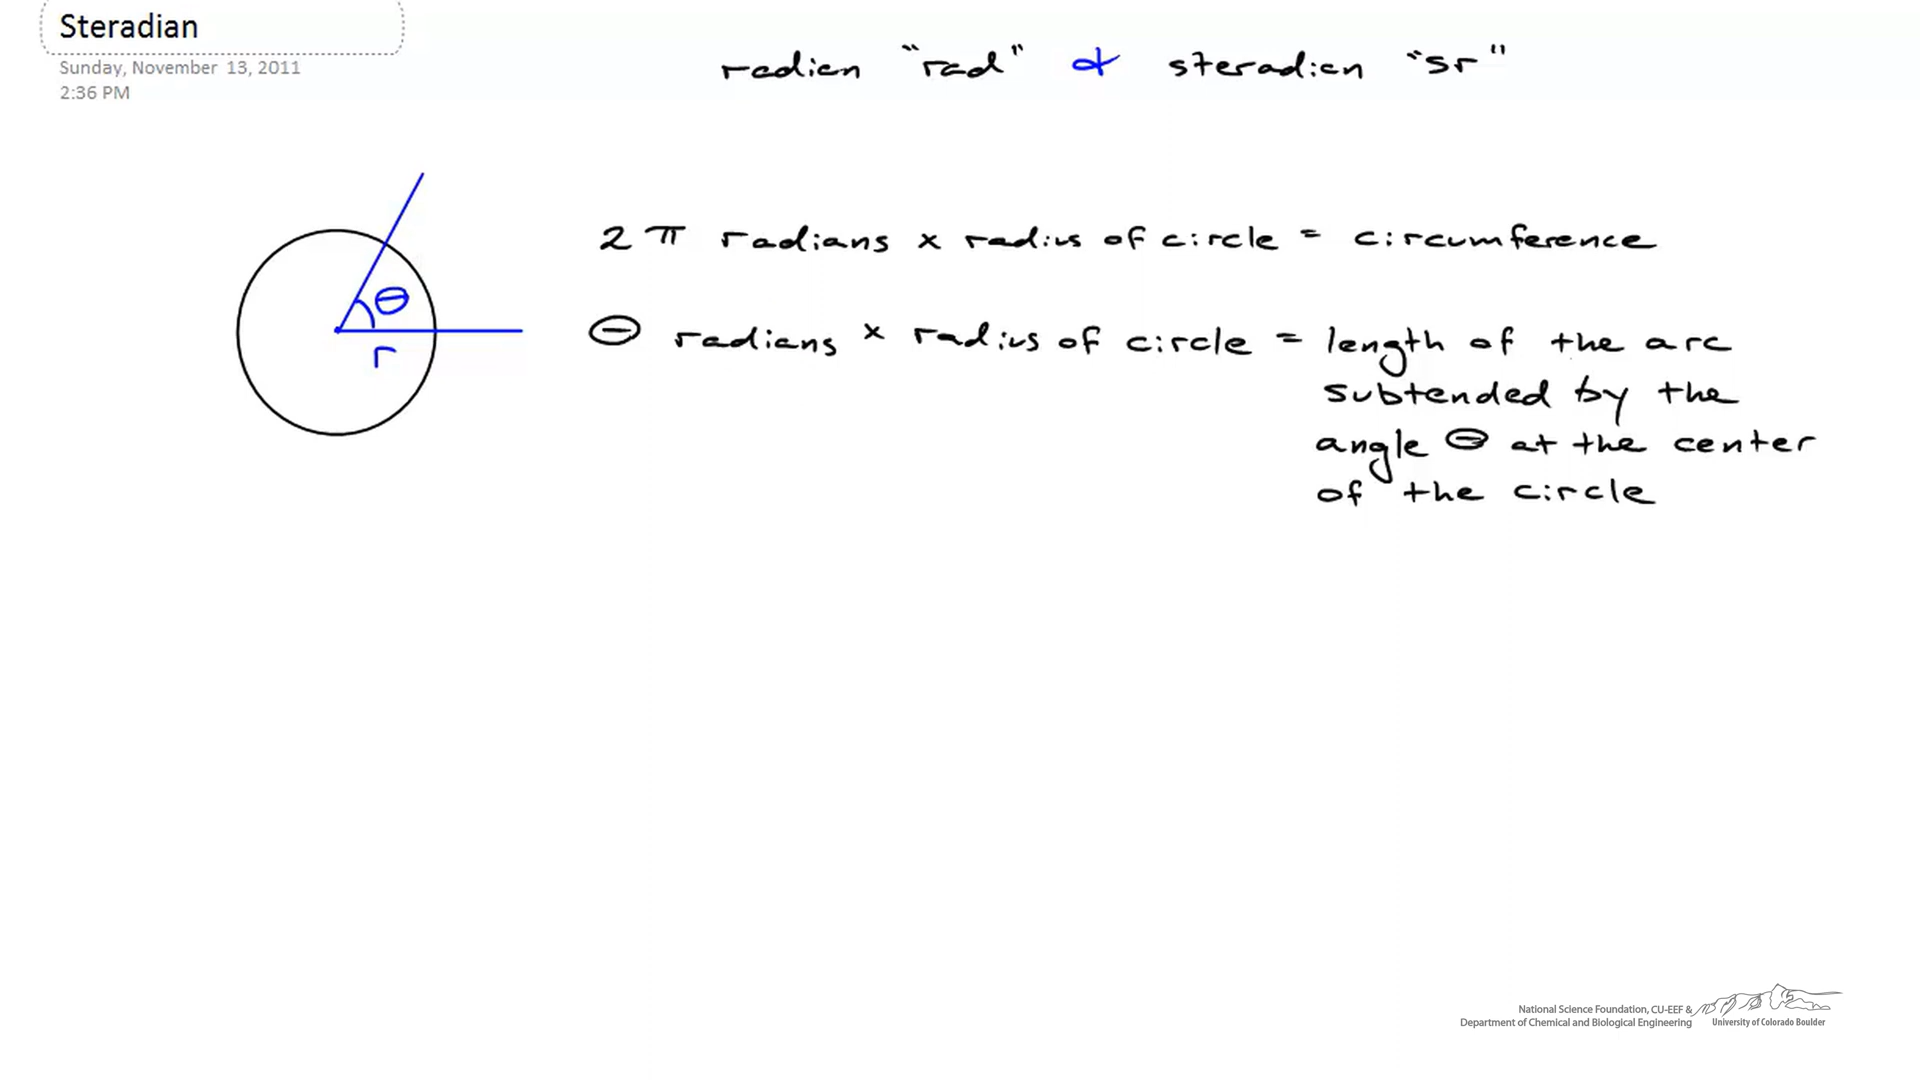 Steradian
Sunday, November 13, 2011
2:36 PM
radian "rad" & steradian "sr"
2 π radians x radius of circle = circumference
θ
r
θ radians x radius of circle = length of the arc
subtended by the
angle θ at the center
of the circle
National Science Foundation, CU-EEF &
Department of Chemical and Biological Engineering
University of Colorado Boulder